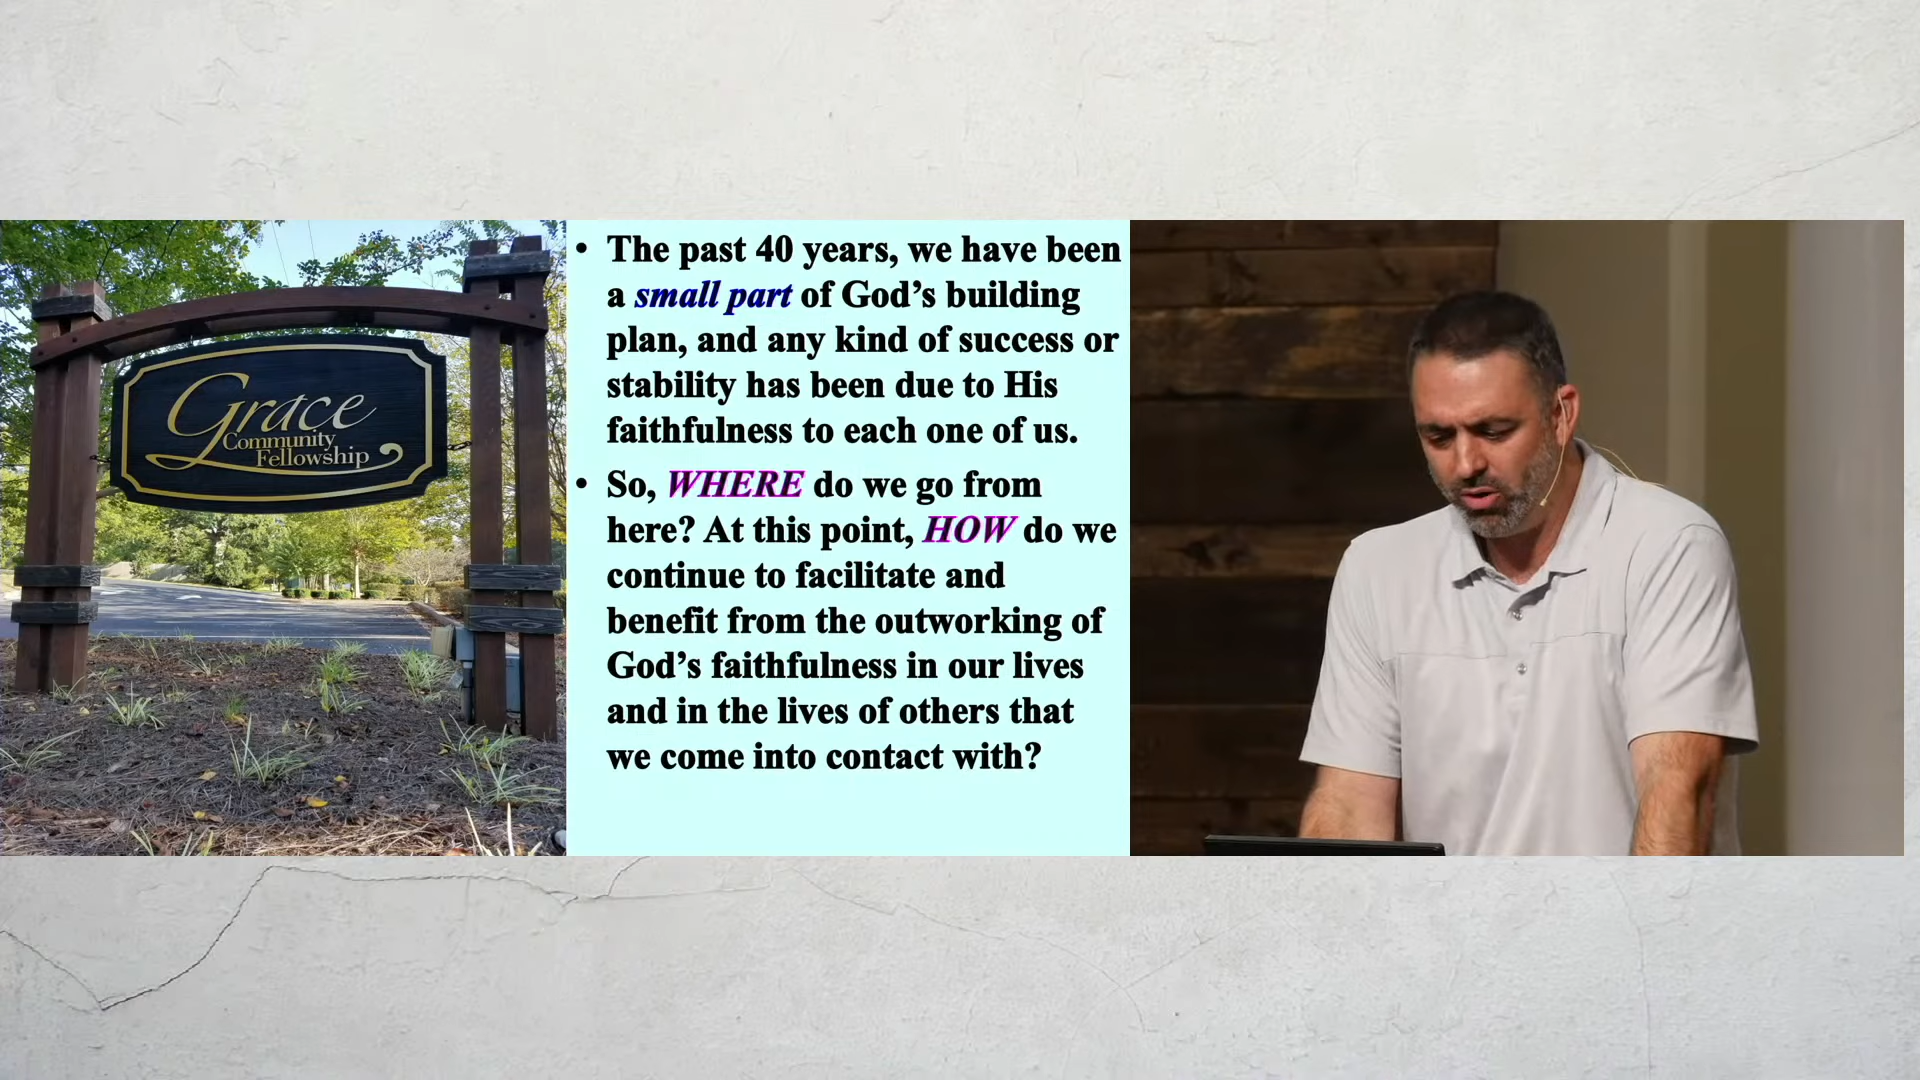 Grace
Community
Fellowship
• The past 40 years, we have been
a small part of God’s building
plan, and any kind of success or
stability has been due to His
faithfulness to each one of us.
• So, WHERE do we go from
here? At this point, HOW do we
continue to facilitate and
benefit from the outworking of
God’s faithfulness in our lives
and in the lives of others that
we come into contact with?